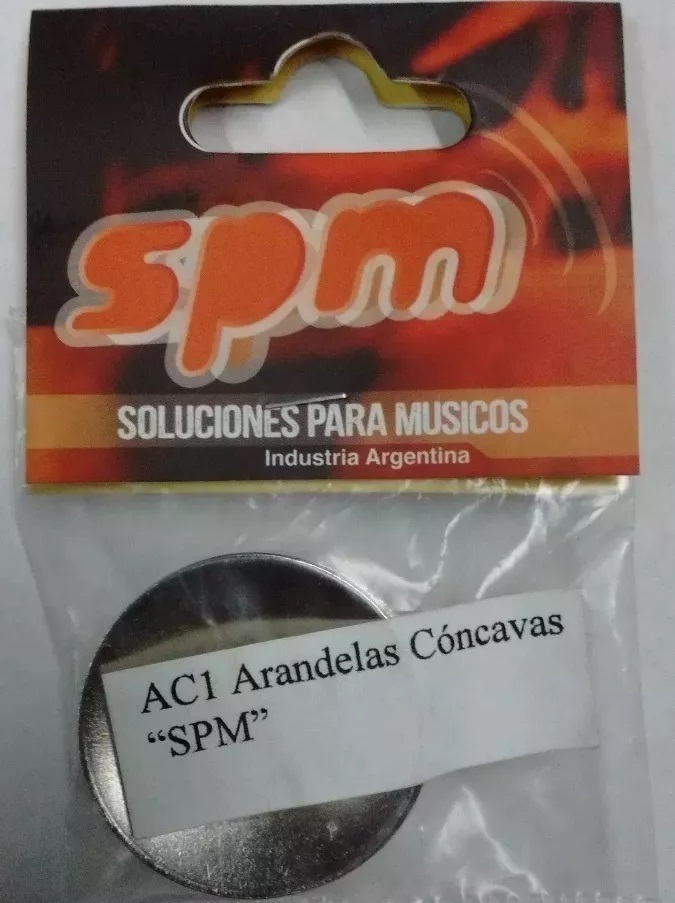 spm
SOLUCIONES PARA MUSICOS
Industria Argentina
AC1 Arandelas Cóncavas
“SPM”